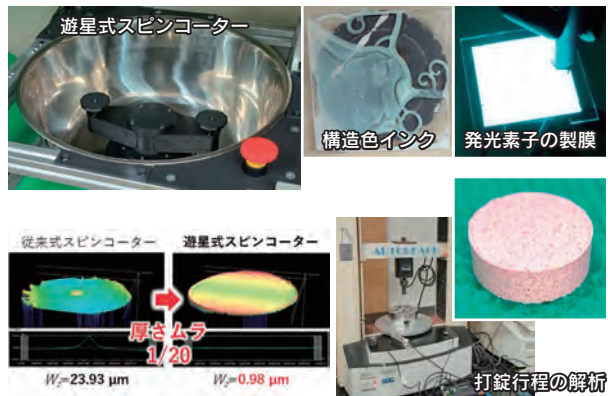 遊星式スピンコーター
構造色インク
発光素子の製膜
従来式スピンコーター
遊星式スピンコーター
厚さムラ
1/20
Wz=23.93 µm
Wz=0.98 µm
AUTOGRAPH
打錠行程の解析